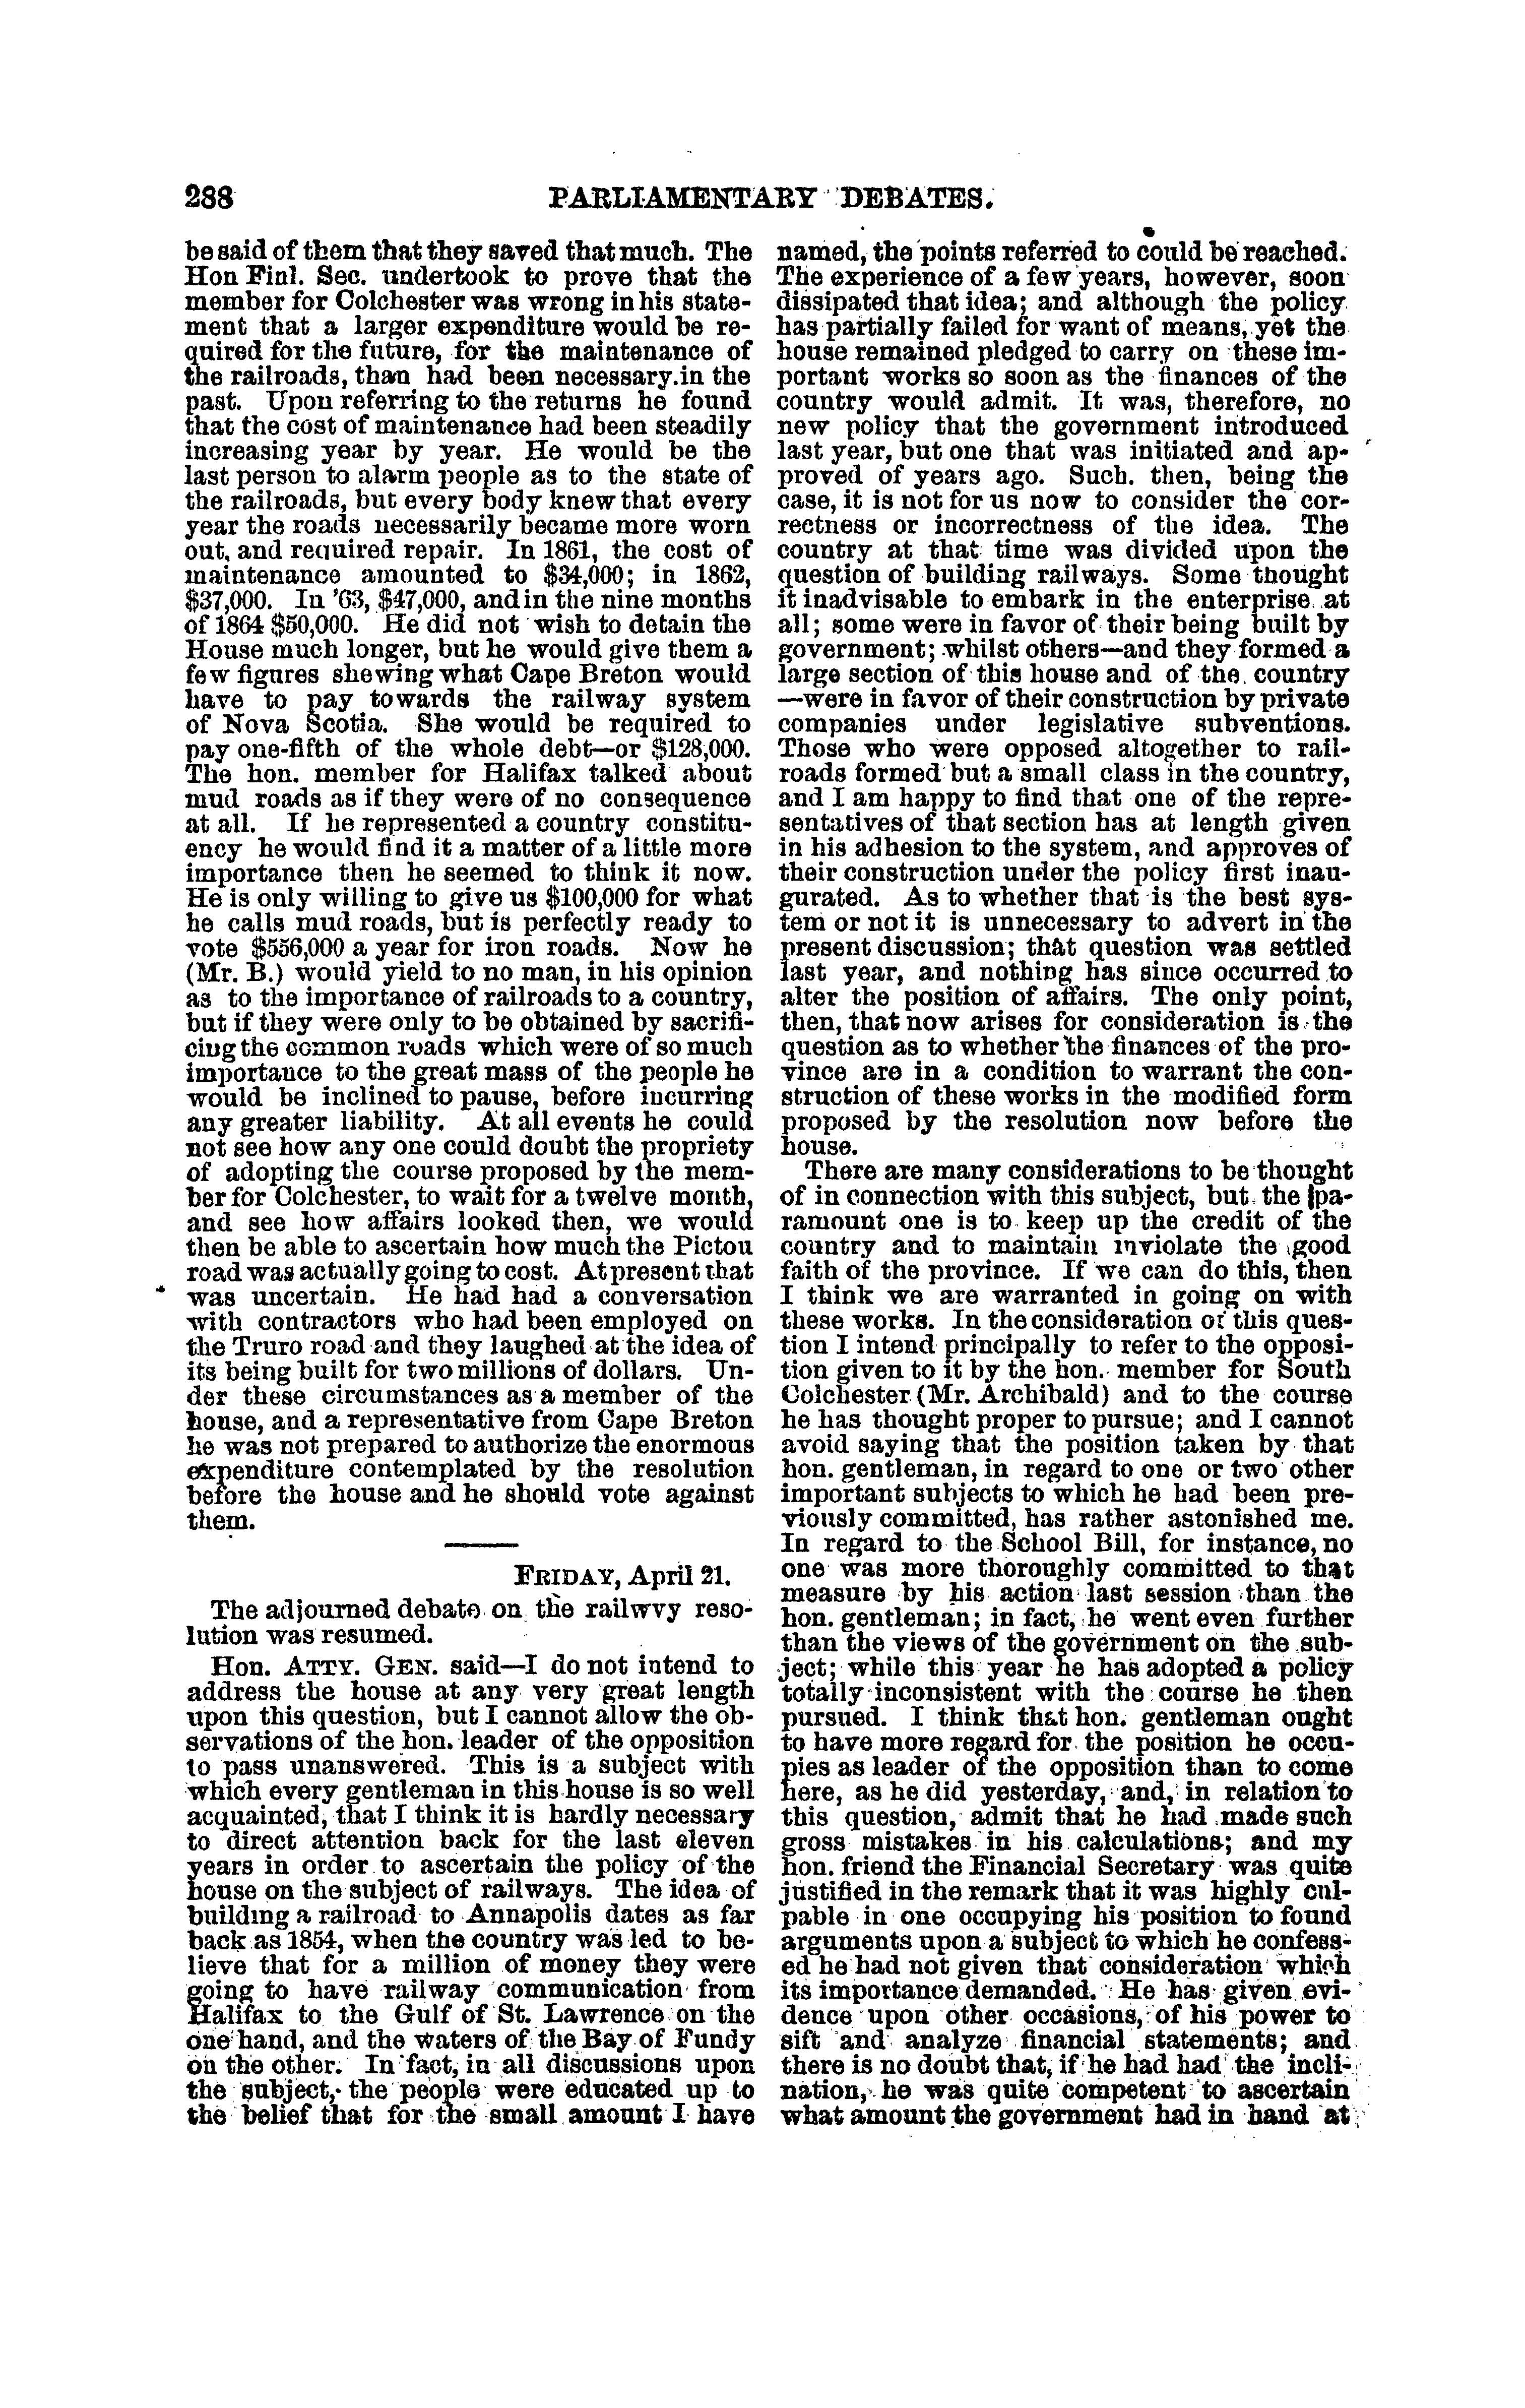 288
PARLIAMENTARY DEBATES.
be said of them that they saved that much. The
Hon Finl. Sec. undertook to prove that the
member for Colchester was wrong in his state-
ment that a larger expenditure would be re-
quired for the future, for the maintenance of
the railroads, than had been necessary.in the
past. Upon referring to the returns he found
that the cost of maintenance had been steadily
increasing year by year. He would be the
last person to alarm people as to the state of
the railroads, but every body knew that every
year the roads necessarily became more worn
out, and required repair. In 1861, the cost of
maintenance amounted to $34,000; in 1862,
$37,000. In '63, $47,000, and in the nine months
of 1864 $50,000. He did not wish to detain the
House much longer, but he would give them a
few figures shewing what Cape Breton would
have to pay towards the railway system
of Nova Scotia. She would be required to
pay one-fifth of the whole debt—or $128,000.
The hon. member for Halifax talked about
mud roads as if they were of no consequence
at all. If he represented a country constitu-
ency he would find it a matter of a little more
importance then he seemed to think it now.
He is only willing to give us $100,000 for what
he calls mud roads, but is perfectly ready to
vote $556,000 a year for iron roads. Now he
(Mr. B.) would yield to no man, in his opinion
as to the importance of railroads to a country,
but if they were only to be obtained by sacrifi-
cing the common roads which were of so much
importance to the great mass of the people he
would be inclined to pause, before incurring
any greater liability. At all events he could
not see how any one could doubt the propriety
of adopting the course proposed by the mem-
ber for Colchester, to wait for a twelve month,
and see how affairs looked then, we would
then be able to ascertain how much the Pictou
road was actually going to cost. At present that
was uncertain. He had had a conversation
with contractors who had been employed on
the Truro road and they laughed at the idea of
its being built for two millions of dollars. Un-
der these circumstances as a member of the
house, and a representative from Cape Breton
he was not prepared to authorize the enormous
expenditure contemplated by the resolution
before the house and he should vote against
them.
FRIDAY, April 21.
The adjourned debate on the railwvy reso-
lution was resumed.
Hon. ATTY. GEN. said—I do not intend to
address the house at any very great length
upon this question, but I cannot allow the ob-
servations of the hon. leader of the opposition
to pass unanswered. This is a subject with
which every gentleman in this house is so well
acquainted, that I think it is hardly necessary
to direct attention back for the last eleven
years in order to ascertain the policy of the
house on the subject of railways. The idea of
building a railroad to Annapolis dates as far
back as 1854, when the country was led to be-
lieve that for a million of money they were
going to have railway communication from
Halifax to the Gulf of St. Lawrence on the
one hand, and the waters of the Bay of Fundy
on the other. In fact, in all discussions upon
the subject, the people were educated up to
the belief that for the small amount I have
named, the points referred to could be reached.
The experience of a few years, however, soon
dissipated that idea; and although the policy
has partially failed for want of means, yet the
house remained pledged to carry on these im-
portant works so soon as the finances of the
country would admit. It was, therefore, no
new policy that the government introduced
last year, but one that was initiated and ap-
proved of years ago. Such. then, being the
case, it is not for us now to consider the cor-
rectness or incorrectness of the idea. The
country at that time was divided upon the
question of building railways. Some thought
it inadvisable to embark in the enterprise at
all; some were in favor of their being built by
government; whilst others—and they formed a
large section of this house and of the country
—were in favor of their construction by private
companies under legislative subventions.
Those who were opposed altogether to rail-
roads formed but a small class in the country,
and I am happy to find that one of the repre-
sentatives of that section has at length given
in his adhesion to the system, and approves of
their construction under the policy first inau-
gurated. As to whether that is the best sys-
tem or not it is unnecessary to advert in the
present discussion; that question was settled
last year, and nothing has since occurred to
alter the position of affairs. The only point,
then, that now arises for consideration is the
question as to whether the finances of the pro-
vince are in a condition to warrant the con-
struction of these works in the modified form
proposed by the resolution now before the
house.
There are many considerations to be thought
of in connection with this subject, but the pa-
ramount one is to keep up the credit of the
country and to maintain inviolate the good
faith of the province. If we can do this, then
I think we are warranted in going on with
these works. In the consideration of this ques-
tion I intend principally to refer to the opposi-
tion given to it by the hon. member for South
Colchester (Mr. Archibald) and to the course
he has thought proper to pursue; and I cannot
avoid saying that the position taken by that
hon. gentleman, in regard to one or two other
important subjects to which he had been pre-
viously committed, has rather astonished me.
In regard to the School Bill, for instance, no
one was more thoroughly committed to that
measure by his action last session than the
hon. gentleman; in fact, he went even further
than the views of the government on the sub-
ject; while this year he has adopted a policy
totally inconsistent with the course he then
pursued. I think that hon. gentleman ought
to have more regard for the position he occu-
pies as leader of the opposition than to come
here, as he did yesterday, and, in relation to
this question, admit that he had made such
gross mistakes in his calculations; and my
hon. friend the Financial Secretary was quite
justified in the remark that it was highly cul-
pable in one occupying his position to found
arguments upon a subject to which he confess-
ed he had not given that consideration which
its importance demanded. He has given evi-
dence upon other occasions, of his power to
sift and analyze financial statements; and
there is no doubt that, if he had had the incli-
nation, he was quite competent to ascertain
what amount the government had in hand at